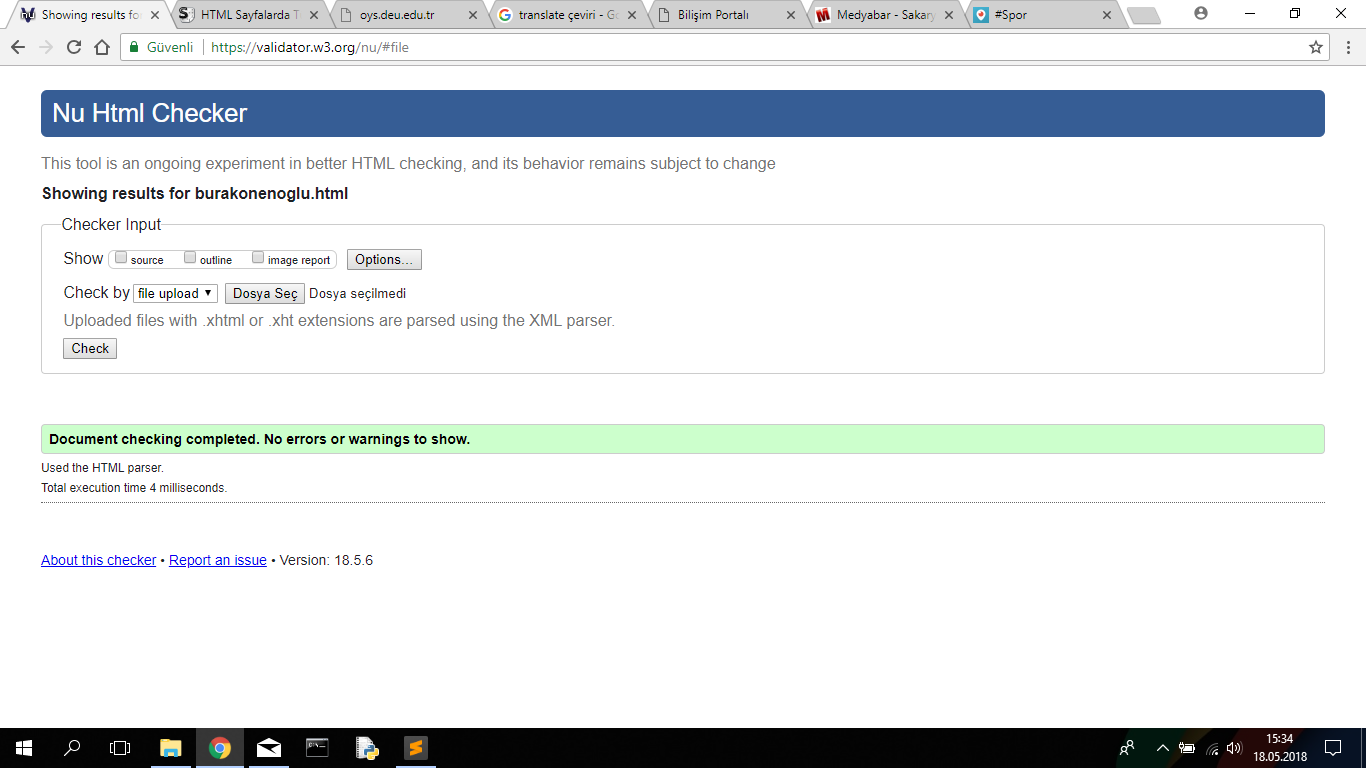 Showing results fo
HTML Sayfalarda T
oys.deu.edu.tr
translate çeviri - Go
Bilişim Portalı
Medyabar - Sakary
#Spor
Güvenli
https://validator.w3.org/nu/#file
Nu Html Checker
This tool is an ongoing experiment in better HTML checking, and its behavior remains subject to change
Showing results for burakonenoglu.html
Checker Input
Show source outline image report Options...
Check by file upload Dosya Seç Dosya seçilmedi
Uploaded files with .xhtml or .xht extensions are parsed using the XML parser.
Check
Document checking completed. No errors or warnings to show.
Used the HTML parser.
Total execution time 4 milliseconds.
About this checker • Report an issue • Version: 18.5.6
15:34
18.05.2018